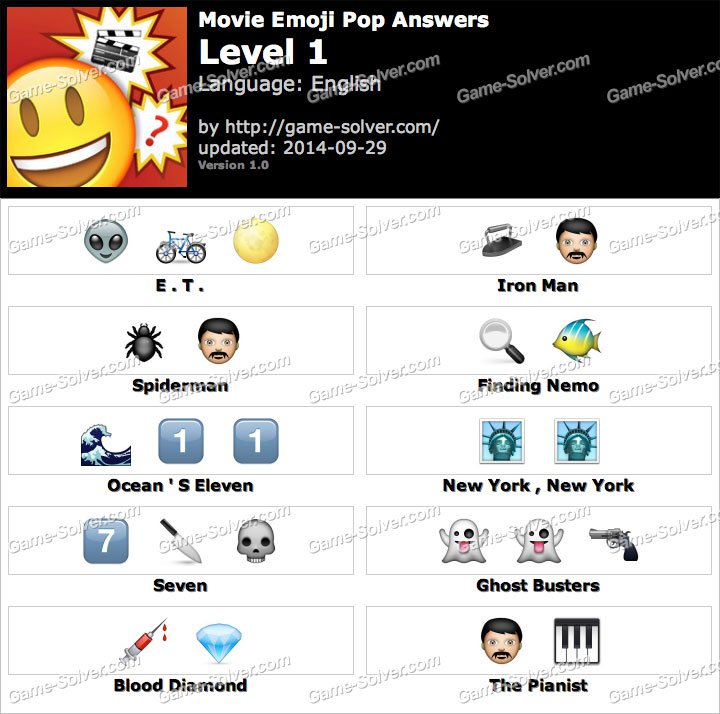 Movie Emoji Pop Answers
Level 1
Language: English
by http://game-solver.com/
updated: 2014-09-29
Version 1.0
?
E . T .
Iron Man
Spiderman
Finding Nemo
1 1
Ocean ' S Eleven
New York , New York
7
Seven
Ghost Busters
Blood Diamond
The Pianist
Game-Solver.com